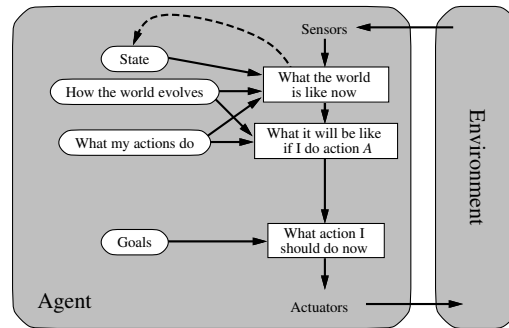 Sensors
State
What the world
is like now
How the world evolves
What it will be like
if I do action A
What my actions do
What action I
should do now
Goals
Agent
Actuators
Environment